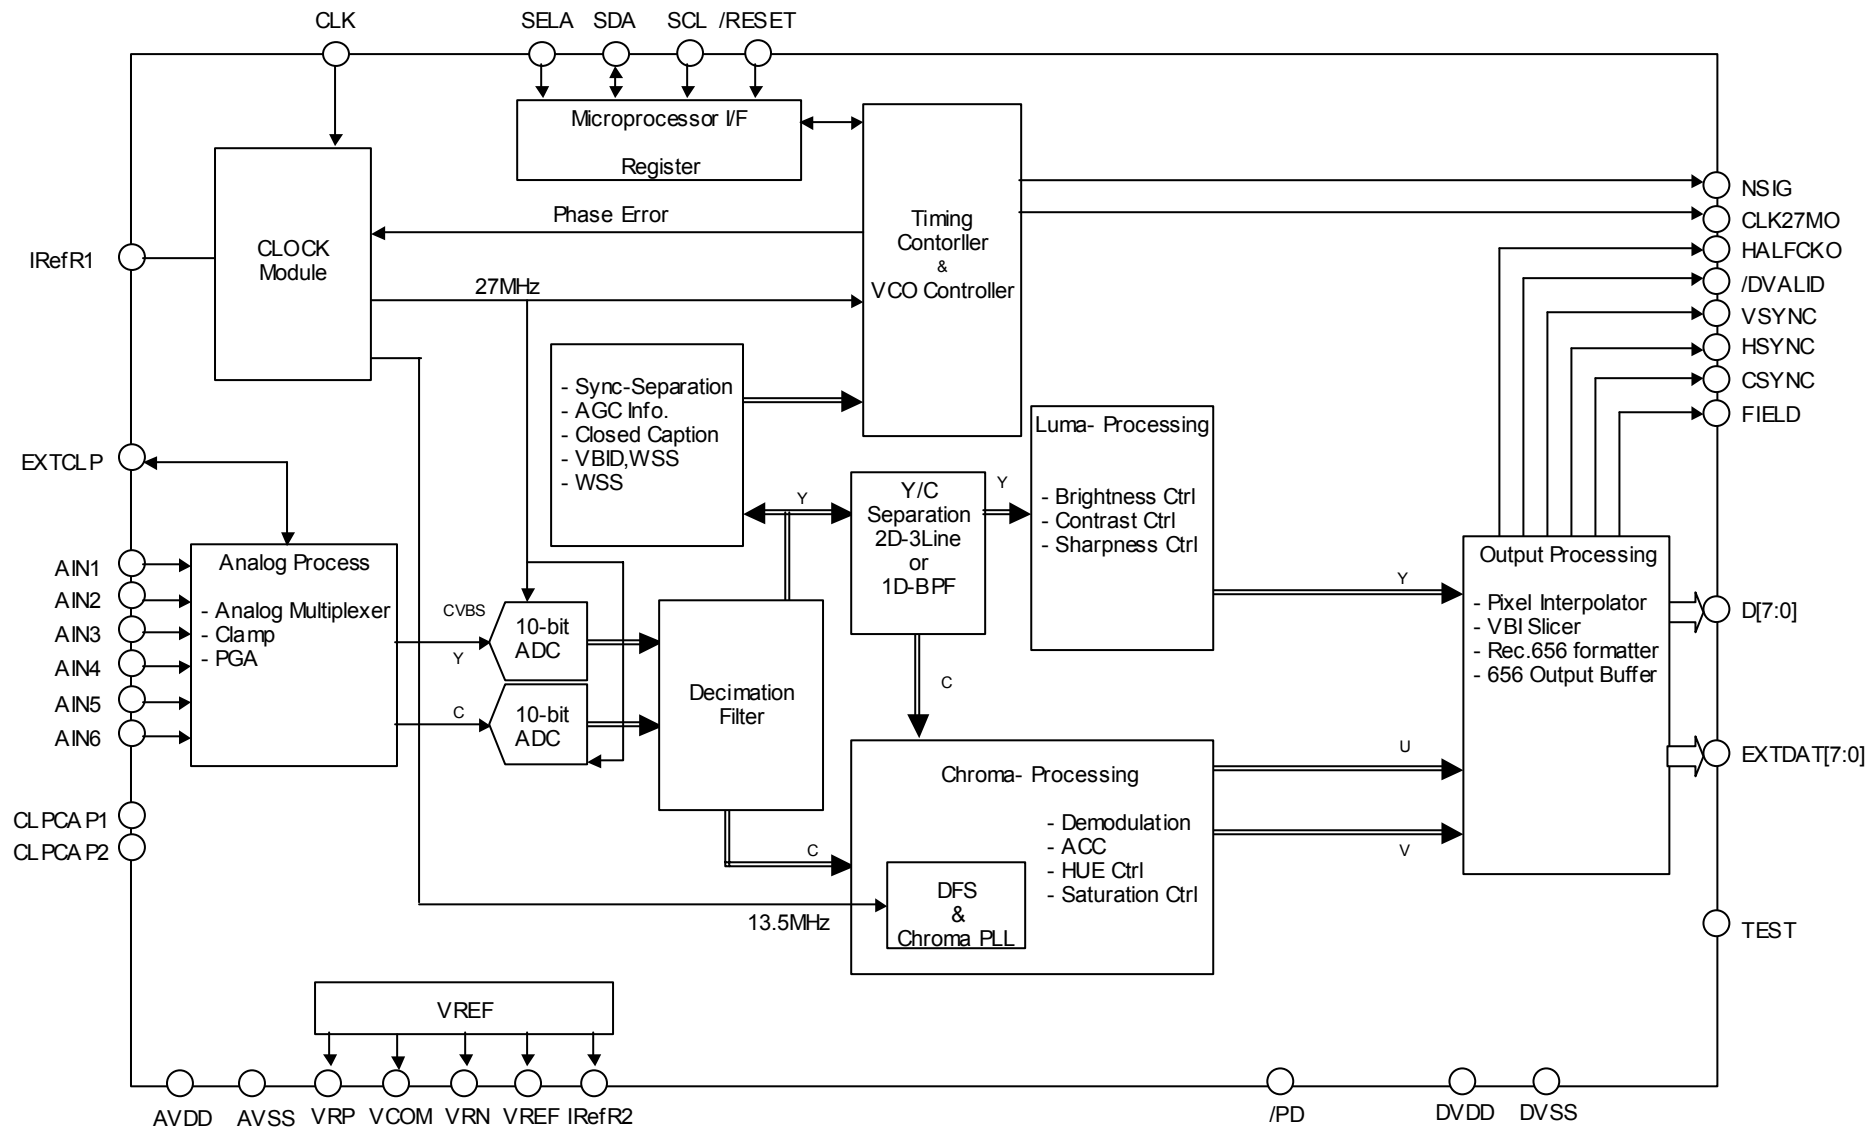 CLK
SELA
SDA
SCL
/RESET
Microprocessor I/F
Register
CLOCK
Module
IRefR1
Phase Error
27MHz
Timing
Contorller
&
VCO Controller
NSIG
CLK27MO
HALFCKO
/DVALID
VSYNC
HSYNC
CSYNC
FIELD
- Sync-Separation
- AGC Info.
- Closed Caption
- VBID,WSS
- WSS
EXTCLP
Luma- Processing
- Brightness Ctrl
- Contrast Ctrl
- Sharpness Ctrl
Y
Y/C
Separation
2D-3Line
or
1D-BPF
Y
AIN1
AIN2
AIN3
AIN4
AIN5
AIN6
Analog Process
- Analog Multiplexer
- Clamp
- PGA
CVBS
Y
C
10-bit
ADC
10-bit
ADC
Decimation
Filter
C
Y
Output Processing
- Pixel Interpolator
- VBI Slicer
- Rec.656 formatter
- 656 Output Buffer
D[7:0]
EXTDAT[7:0]
U
V
Chroma- Processing
- Demodulation
- ACC
- HUE Ctrl
- Saturation Ctrl
C
DFS
&
Chroma PLL
13.5MHz
CLPCAP1
CLPCAP2
TEST
VREF
AVDD
AVSS
VRP
VCOM
VRN
VREF
IRefR2
/PD
DVDD
DVSS